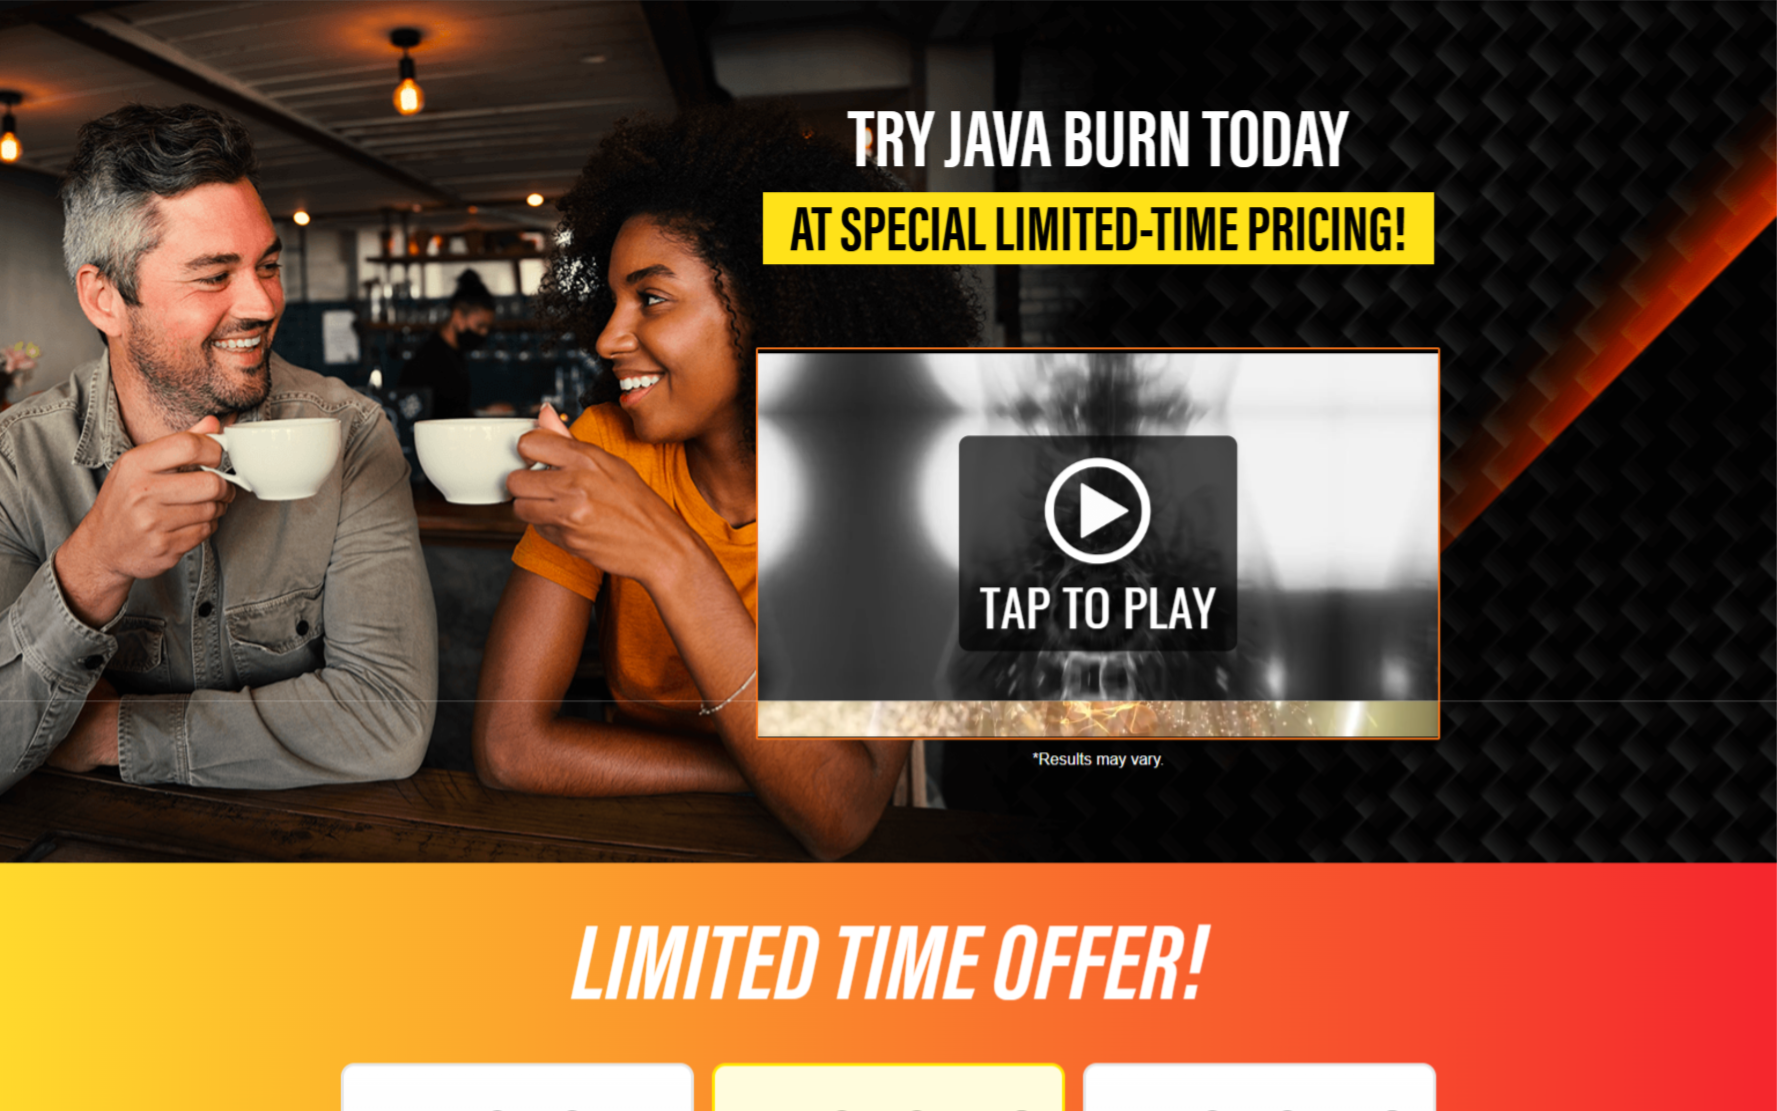 TRY JAVA BURN TODAY
AT SPECIAL LIMITED-TIME PRICING!
TAP TO PLAY
*Results may vary.
LIMITED TIME OFFER!